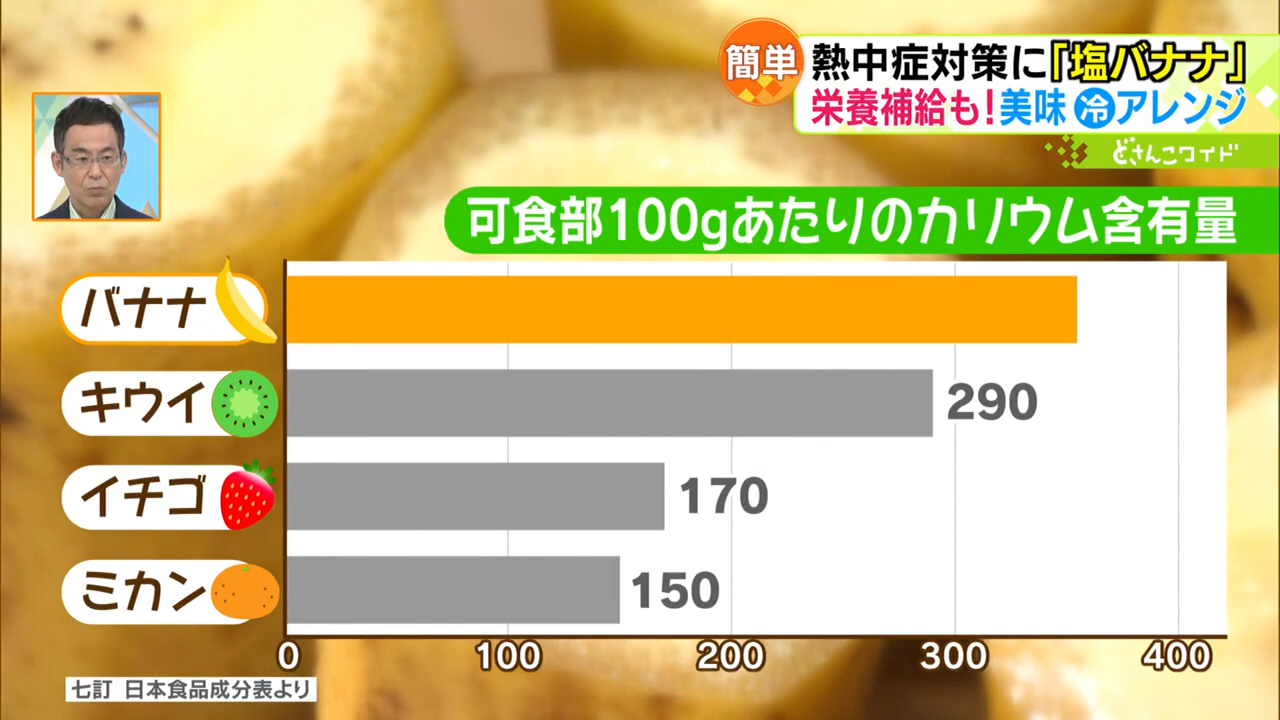 簡単
熱中症対策に「塩バナナ」
栄養補給も!美味冷アレンジ
どさんこワイド
可食部100gあたりのカリウム含有量
バナナ
キウイ 290
イチゴ 170
ミカン 150
0 100 200 300 400
七訂 日本食品成分表より